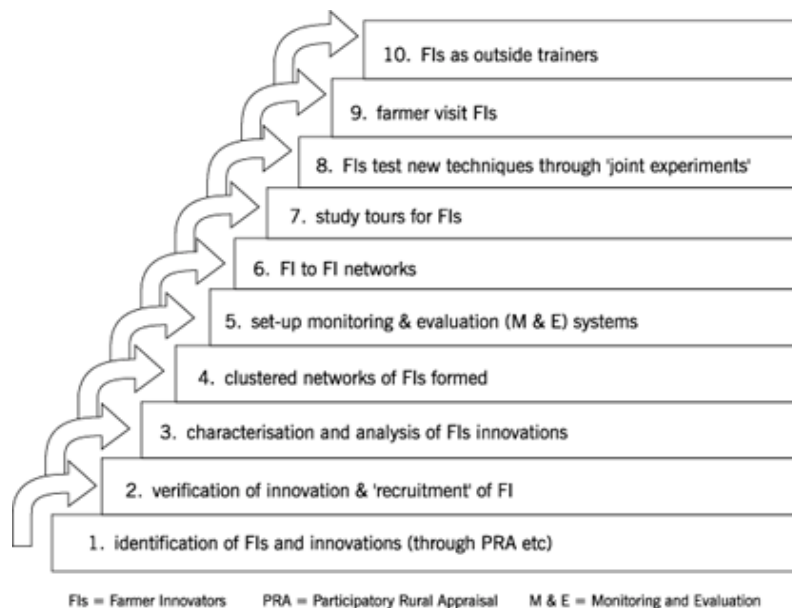 10. FIs as outside trainers
9. farmer visit FIs
8. FIs test new techniques through 'joint experiments'
7. study tours for FIs
6. FI to FI networks
5. set-up monitoring & evaluation (M & E) systems
4. clustered networks of FIs formed
3. characterisation and analysis of FIs innovations
2. verification of innovation & 'recruitment' of FI
1. identification of FIs and innovations (through PRA etc)
FIs = Farmer Innovators PRA = Participatory Rural Appraisal M & E = Monitoring and Evaluation